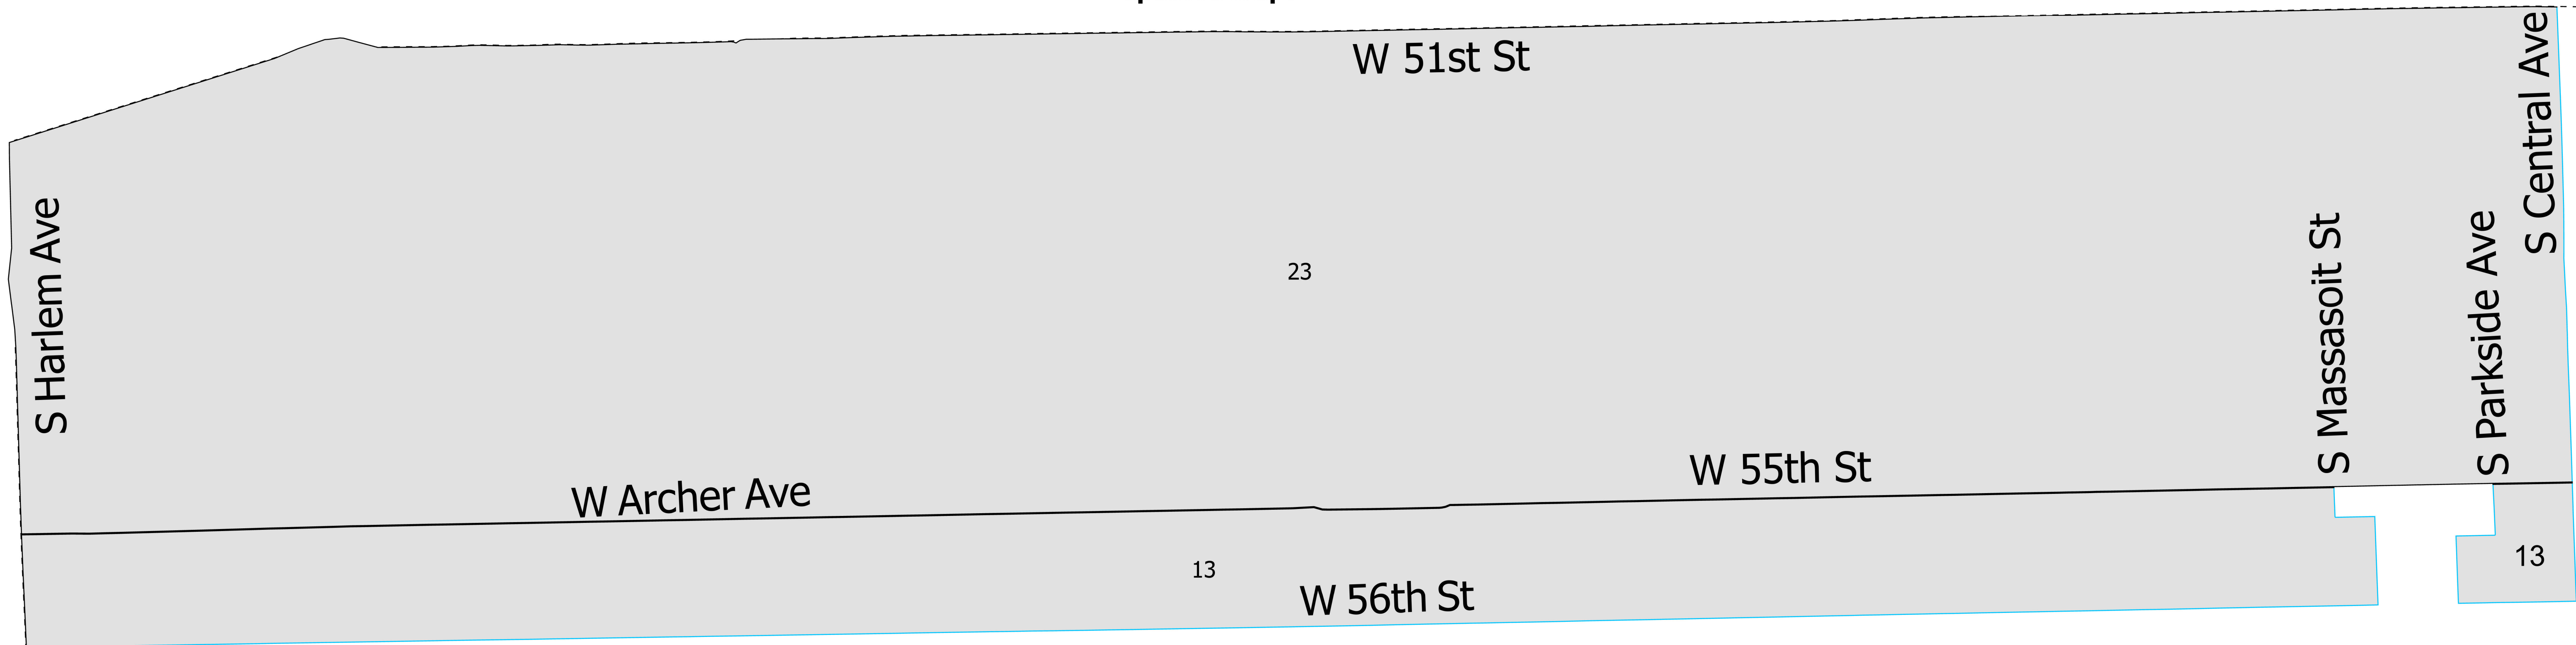 W 51st St
S Central Ave
S Harlem Ave
23
S Massasoit St
S Parkside Ave
W Archer Ave
W 55th St
13
13
W 56th St